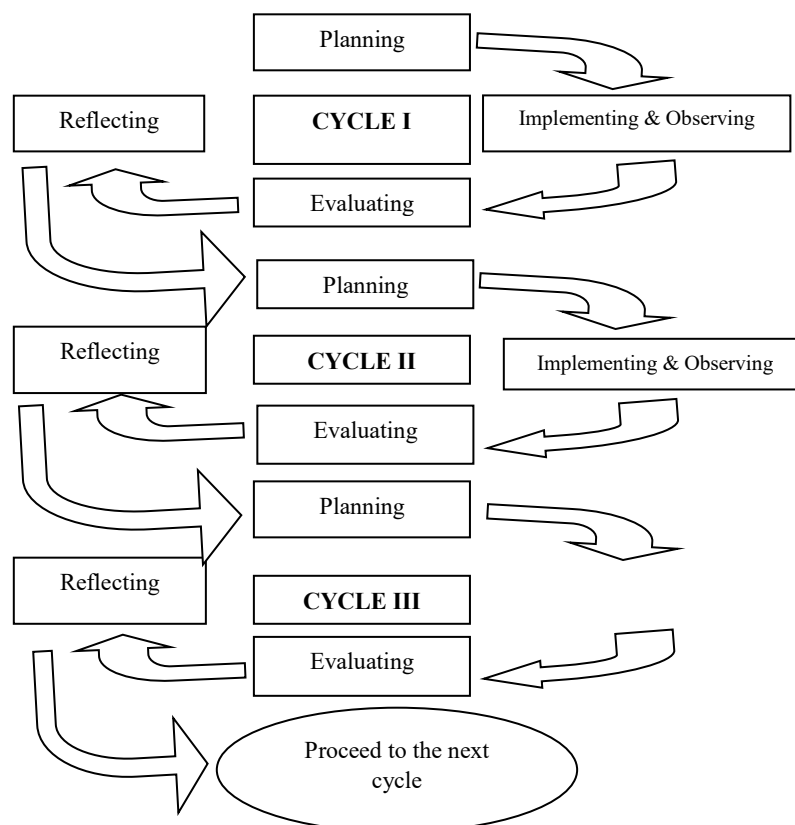 Planning
Reflecting
CYCLE I
Implementing & Observing
Evaluating
Planning
Reflecting
CYCLE II
Implementing & Observing
Evaluating
Planning
Reflecting
CYCLE III
Evaluating
Proceed to the next
cycle